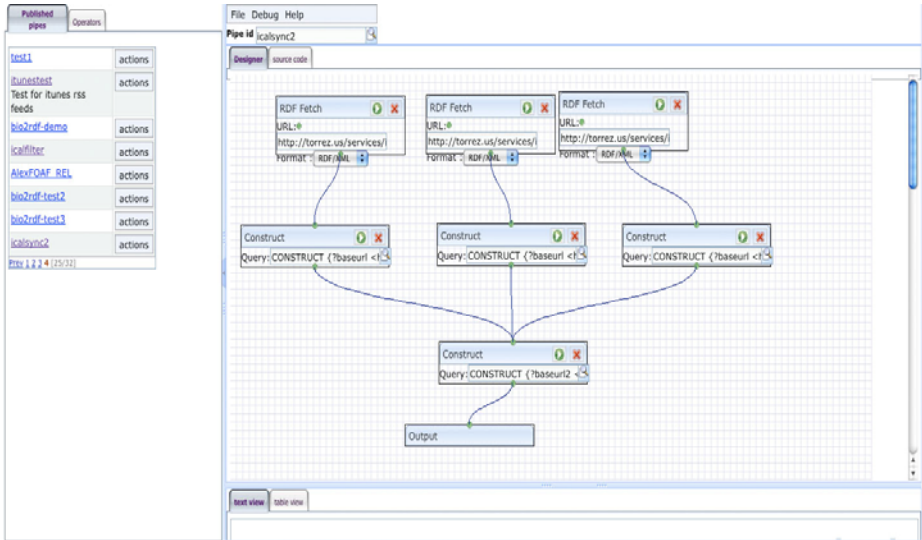 Published pipes
Operators
test1 actions
itunestest actions
Test for itunes rss feeds
bio2rdf-demo actions
icalfilter actions
AlexFOAF_REL actions
bio2rdf-test2 actions
bio2rdf-test3 actions
icalsync2 actions
Prev 1 2 3 4 [25/32]
File Debug Help
Pipe id icalsync2
Designer source code
RDF Fetch
URL:
http://torrez.us/services/i
Format : RDF/XML
RDF Fetch
URL:
http://torrez.us/services/i
Format : RDF/XML
RDF Fetch
URL:
http://torrez.us/services/i
Format : RDF/XML
Construct
Query: CONSTRUCT {?baseurl <
Construct
Query: CONSTRUCT {?baseurl <
Construct
Query: CONSTRUCT {?baseurl <
Construct
Query: CONSTRUCT {?baseurl2 <
Output
text view table view